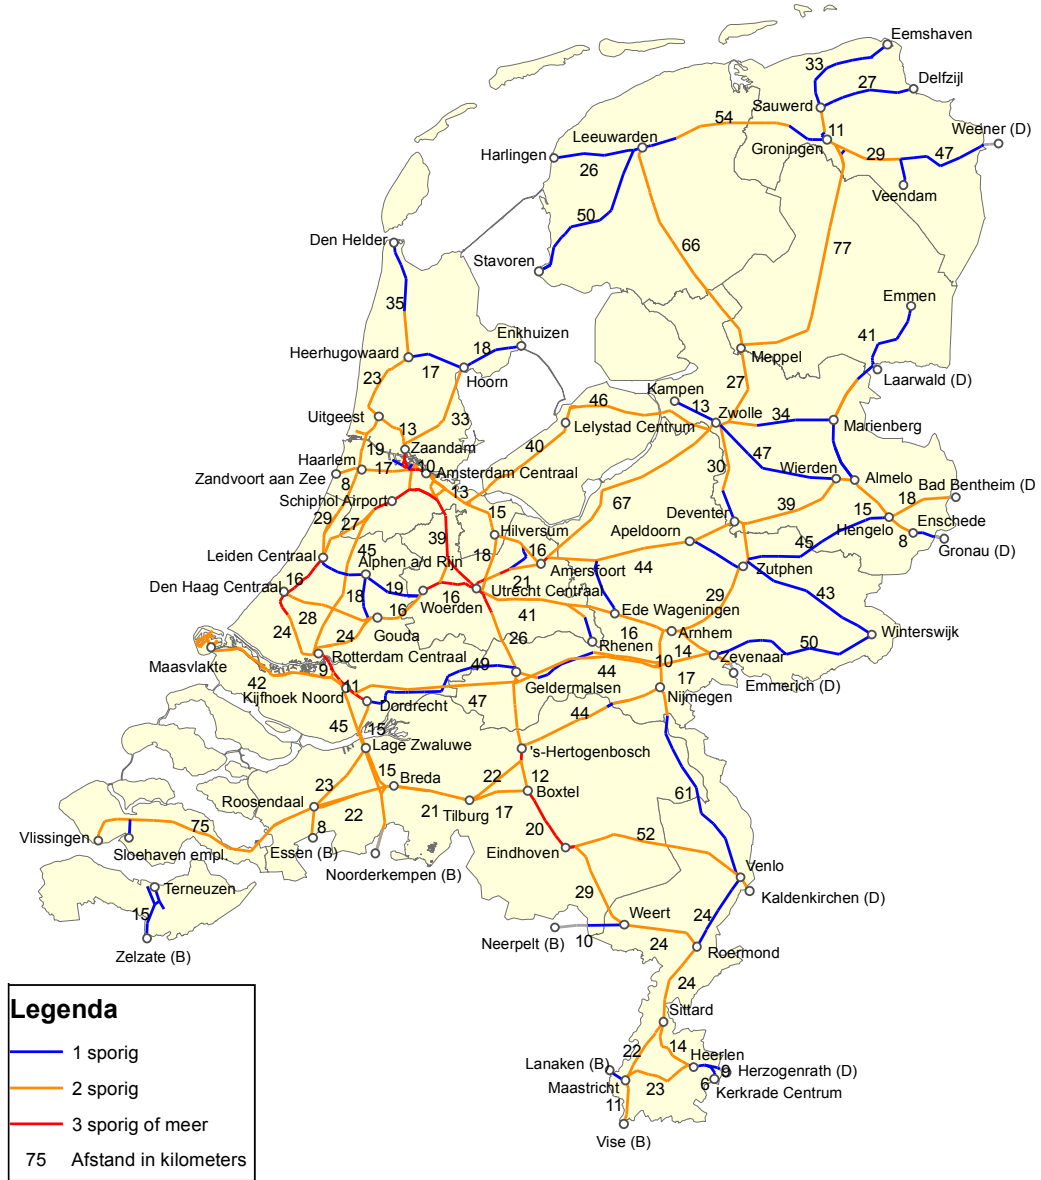 Eemshaven
33
27
Delfzijl
Sauwerd
54
11
Weener (D)
Leeuwarden
Groningen
29
47
Harlingen
26
Veendam
50
Den Helder
66
77
Stavoren
Emmen
35
Enkhuizen
41
Heerhugowaard
18
17
Hoorn
Meppel
Laarwald (D)
23
27
Kampen
46
13
Zwolle
34
Uitgeest
33
Lelystad Centrum
Marienberg
13
40
19
Zaandam
47
Haarlem
17
10
Amsterdam Centraal
30
Wierden
Almelo
Zandvoort aan Zee
8
67
Bad Bentheim (D
18
Schiphol Airport
13
39
15
29
27
15
Deventer
Enschede
Hilversum
Apeldoorn
Hengelo
8
39
45
Gronau (D)
Leiden Centraal
45
18
16
44
Alphen a/d Rijn
21
Amersfoort
Zutphen
16
Den Haag Centraal
19
16
Utrecht Centraal
43
18
Woerden
29
28
16
41
Ede Wageningen
24
24
Gouda
26
16
Arnhem
Winterswijk
Rhenen
50
Rotterdam Centraal
14
Zevenaar
Maasvlakte
9
49
10
42
11
44
17
Emmerich (D)
Kijfhoek Noord
Geldermalsen
Nijmegen
Dordrecht
47
44
45
15
Lage Zwaluwe
's-Hertogenbosch
15
22
23
Breda
12
61
Roosendaal
Boxtel
22
21
Tilburg
17
75
8
20
52
Vlissingen
Sloehaven empl.
Essen (B)
Eindhoven
Noorderkempen (B)
Venlo
Terneuzen
29
Kaldenkirchen (D)
15
Weert
24
Neerpelt (B)
10
24
Roermond
Zelzate (B)
24
Sittard
22
14
Heerlen
Lanaken (B)
9
Herzogenrath (D)
Maastricht
23
6
Kerkrade Centrum
11
Vise (B)
Legenda
1 sporig
2 sporig
3 sporig of meer
75 Afstand in kilometers